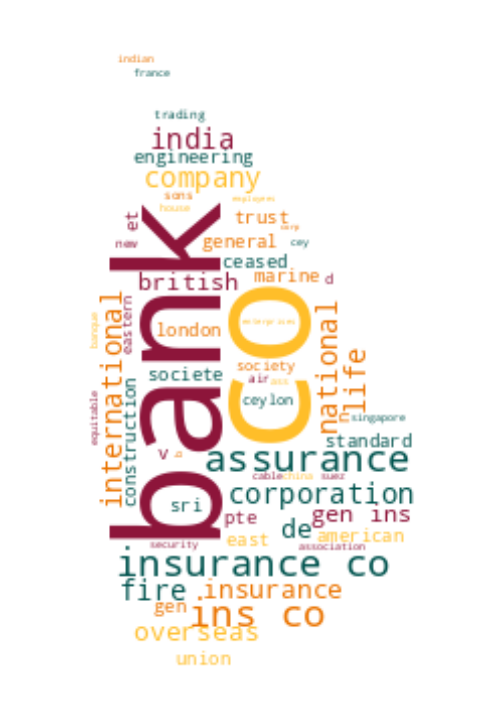 indian
france
trading
india
engineering
company
sons
employees
house
et
trust
corp
new
general
cey
ceased
british
marine
d
bank
co
international
eastern
banque
london
enterprises
national
life
society
societe
air
ass
ceylon
equitable
construction
n
singapore
standard
v
assurance
cable
china
suez
corporation
sri
pte
gen ins
de
east
american
security
association
insurance co
fire
insurance
gen
ins co
overseas
union